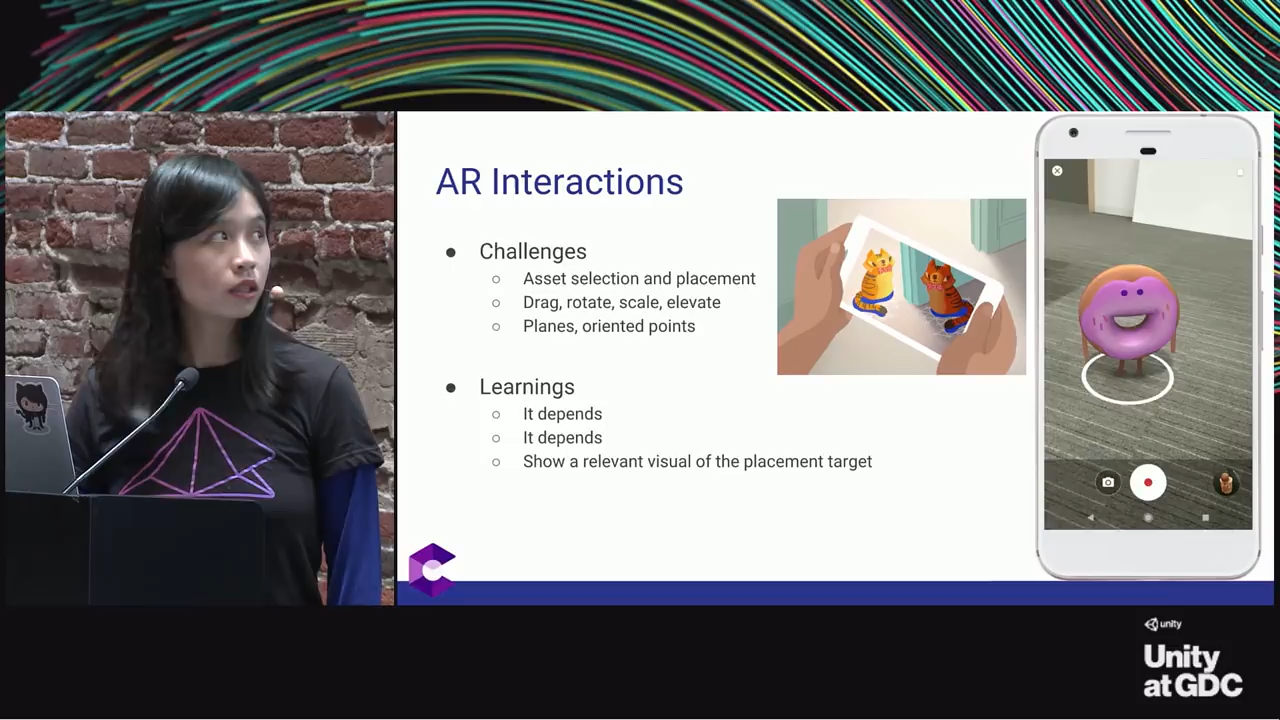 AR Interactions
● Challenges
○ Asset selection and placement
○ Drag, rotate, scale, elevate
○ Planes, oriented points
● Learnings
○ It depends
○ It depends
○ Show a relevant visual of the placement target
unity
Unity
at GDC